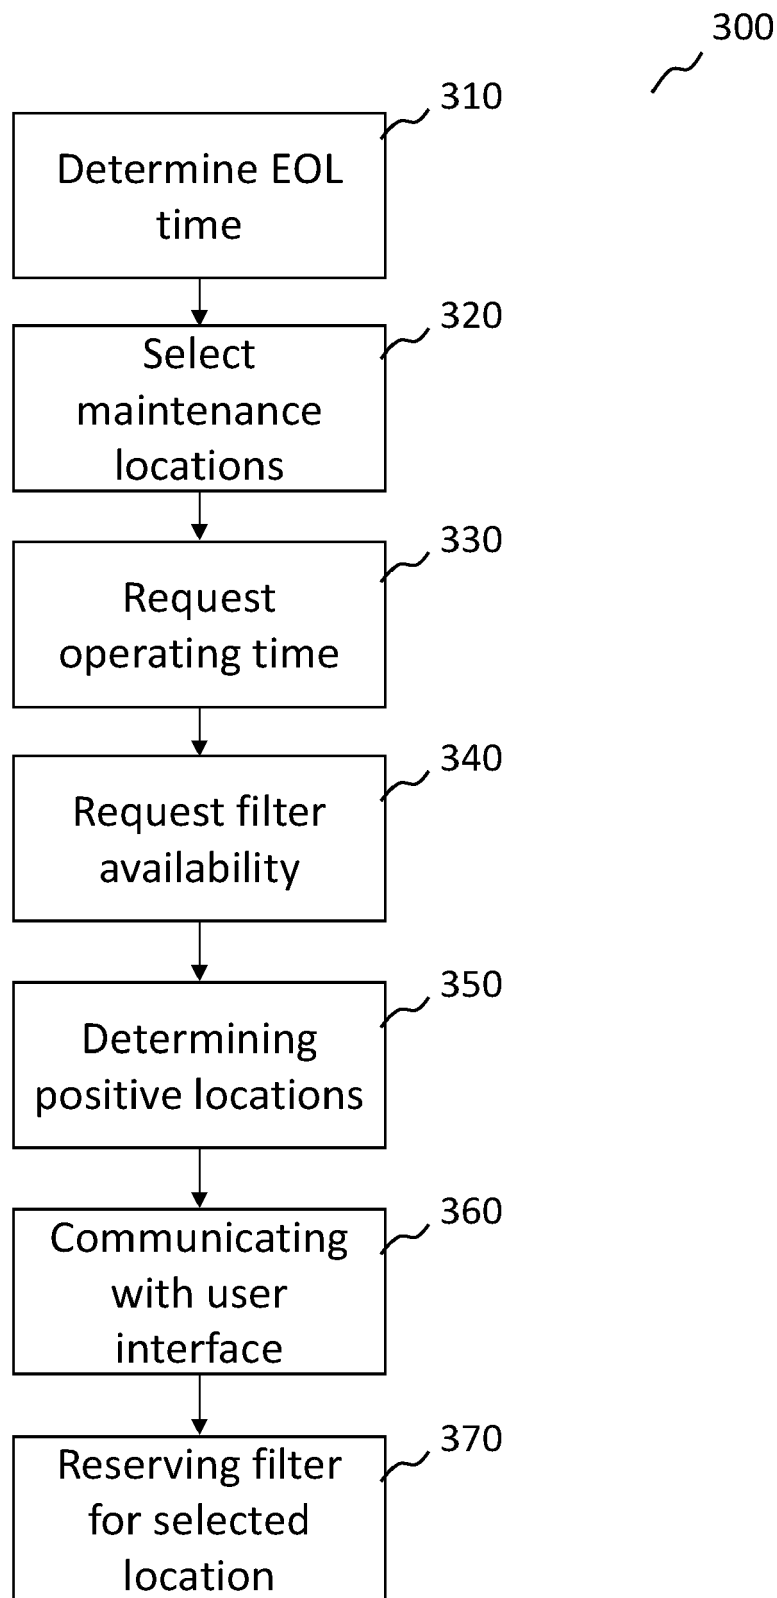 300
310
Determine EOL
time
320
Select
maintenance
locations
330
Request
operating time
340
Request filter
availability
350
Determining
positive locations
360
Communicating
with user
interface
370
Reserving filter
for selected
location